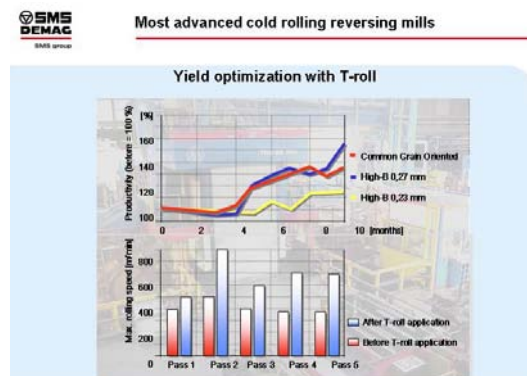 SMS
DEMAG
SMS group
Most advanced cold rolling reversing mills
Yield optimization with T-roll
[%]
Productivity (before = 100 %)
160
140
120
100
0 2 4 6 8 10 [months]
Common Grain Oriented
High-B 0,27 mm
High-B 0,23 mm
Max. rolling speed [m/min]
800
600
400
200
0
Pass 1 Pass 2 Pass 3 Pass 4 Pass 5
After T-roll application
Before T-roll application